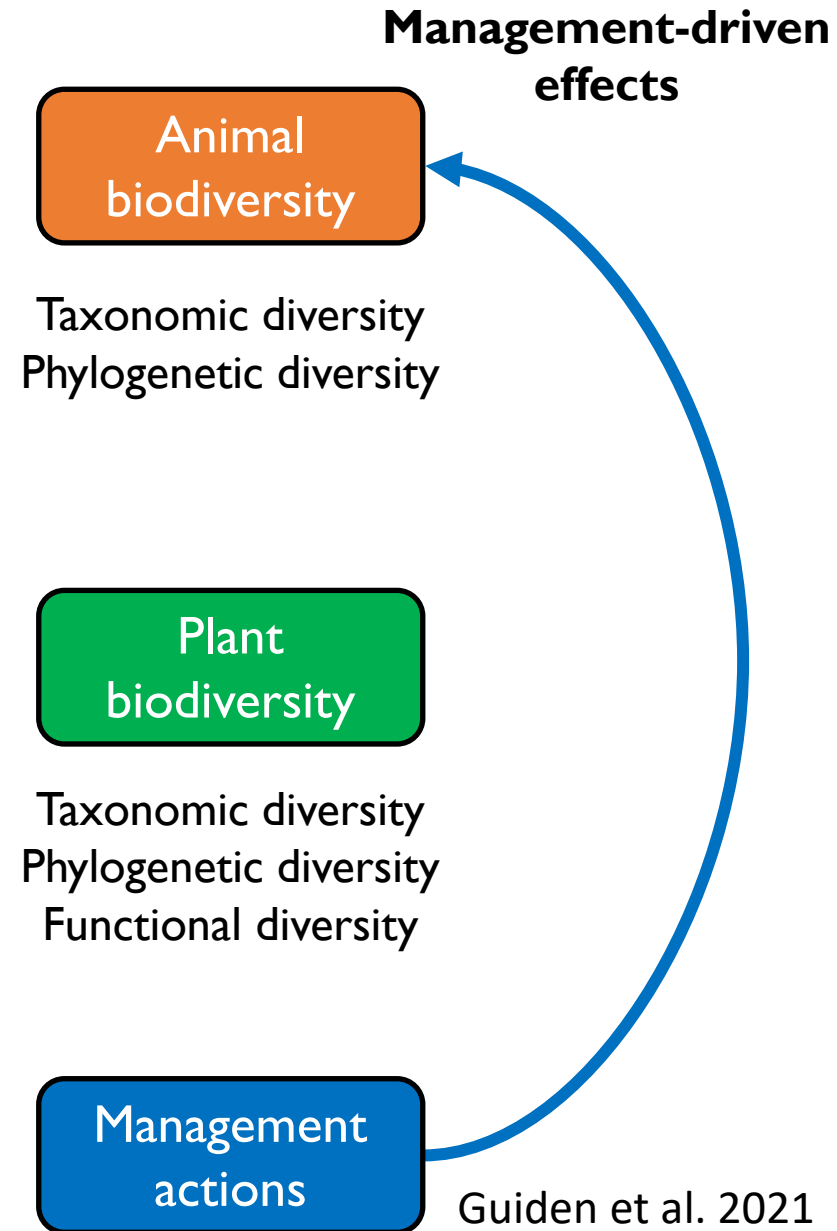 Management-driven
effects
Animal
biodiversity
Taxonomic diversity
Phylogenetic diversity
Plant
biodiversity
Taxonomic diversity
Phylogenetic diversity
Functional diversity
Management
actions
Guiden et al. 2021